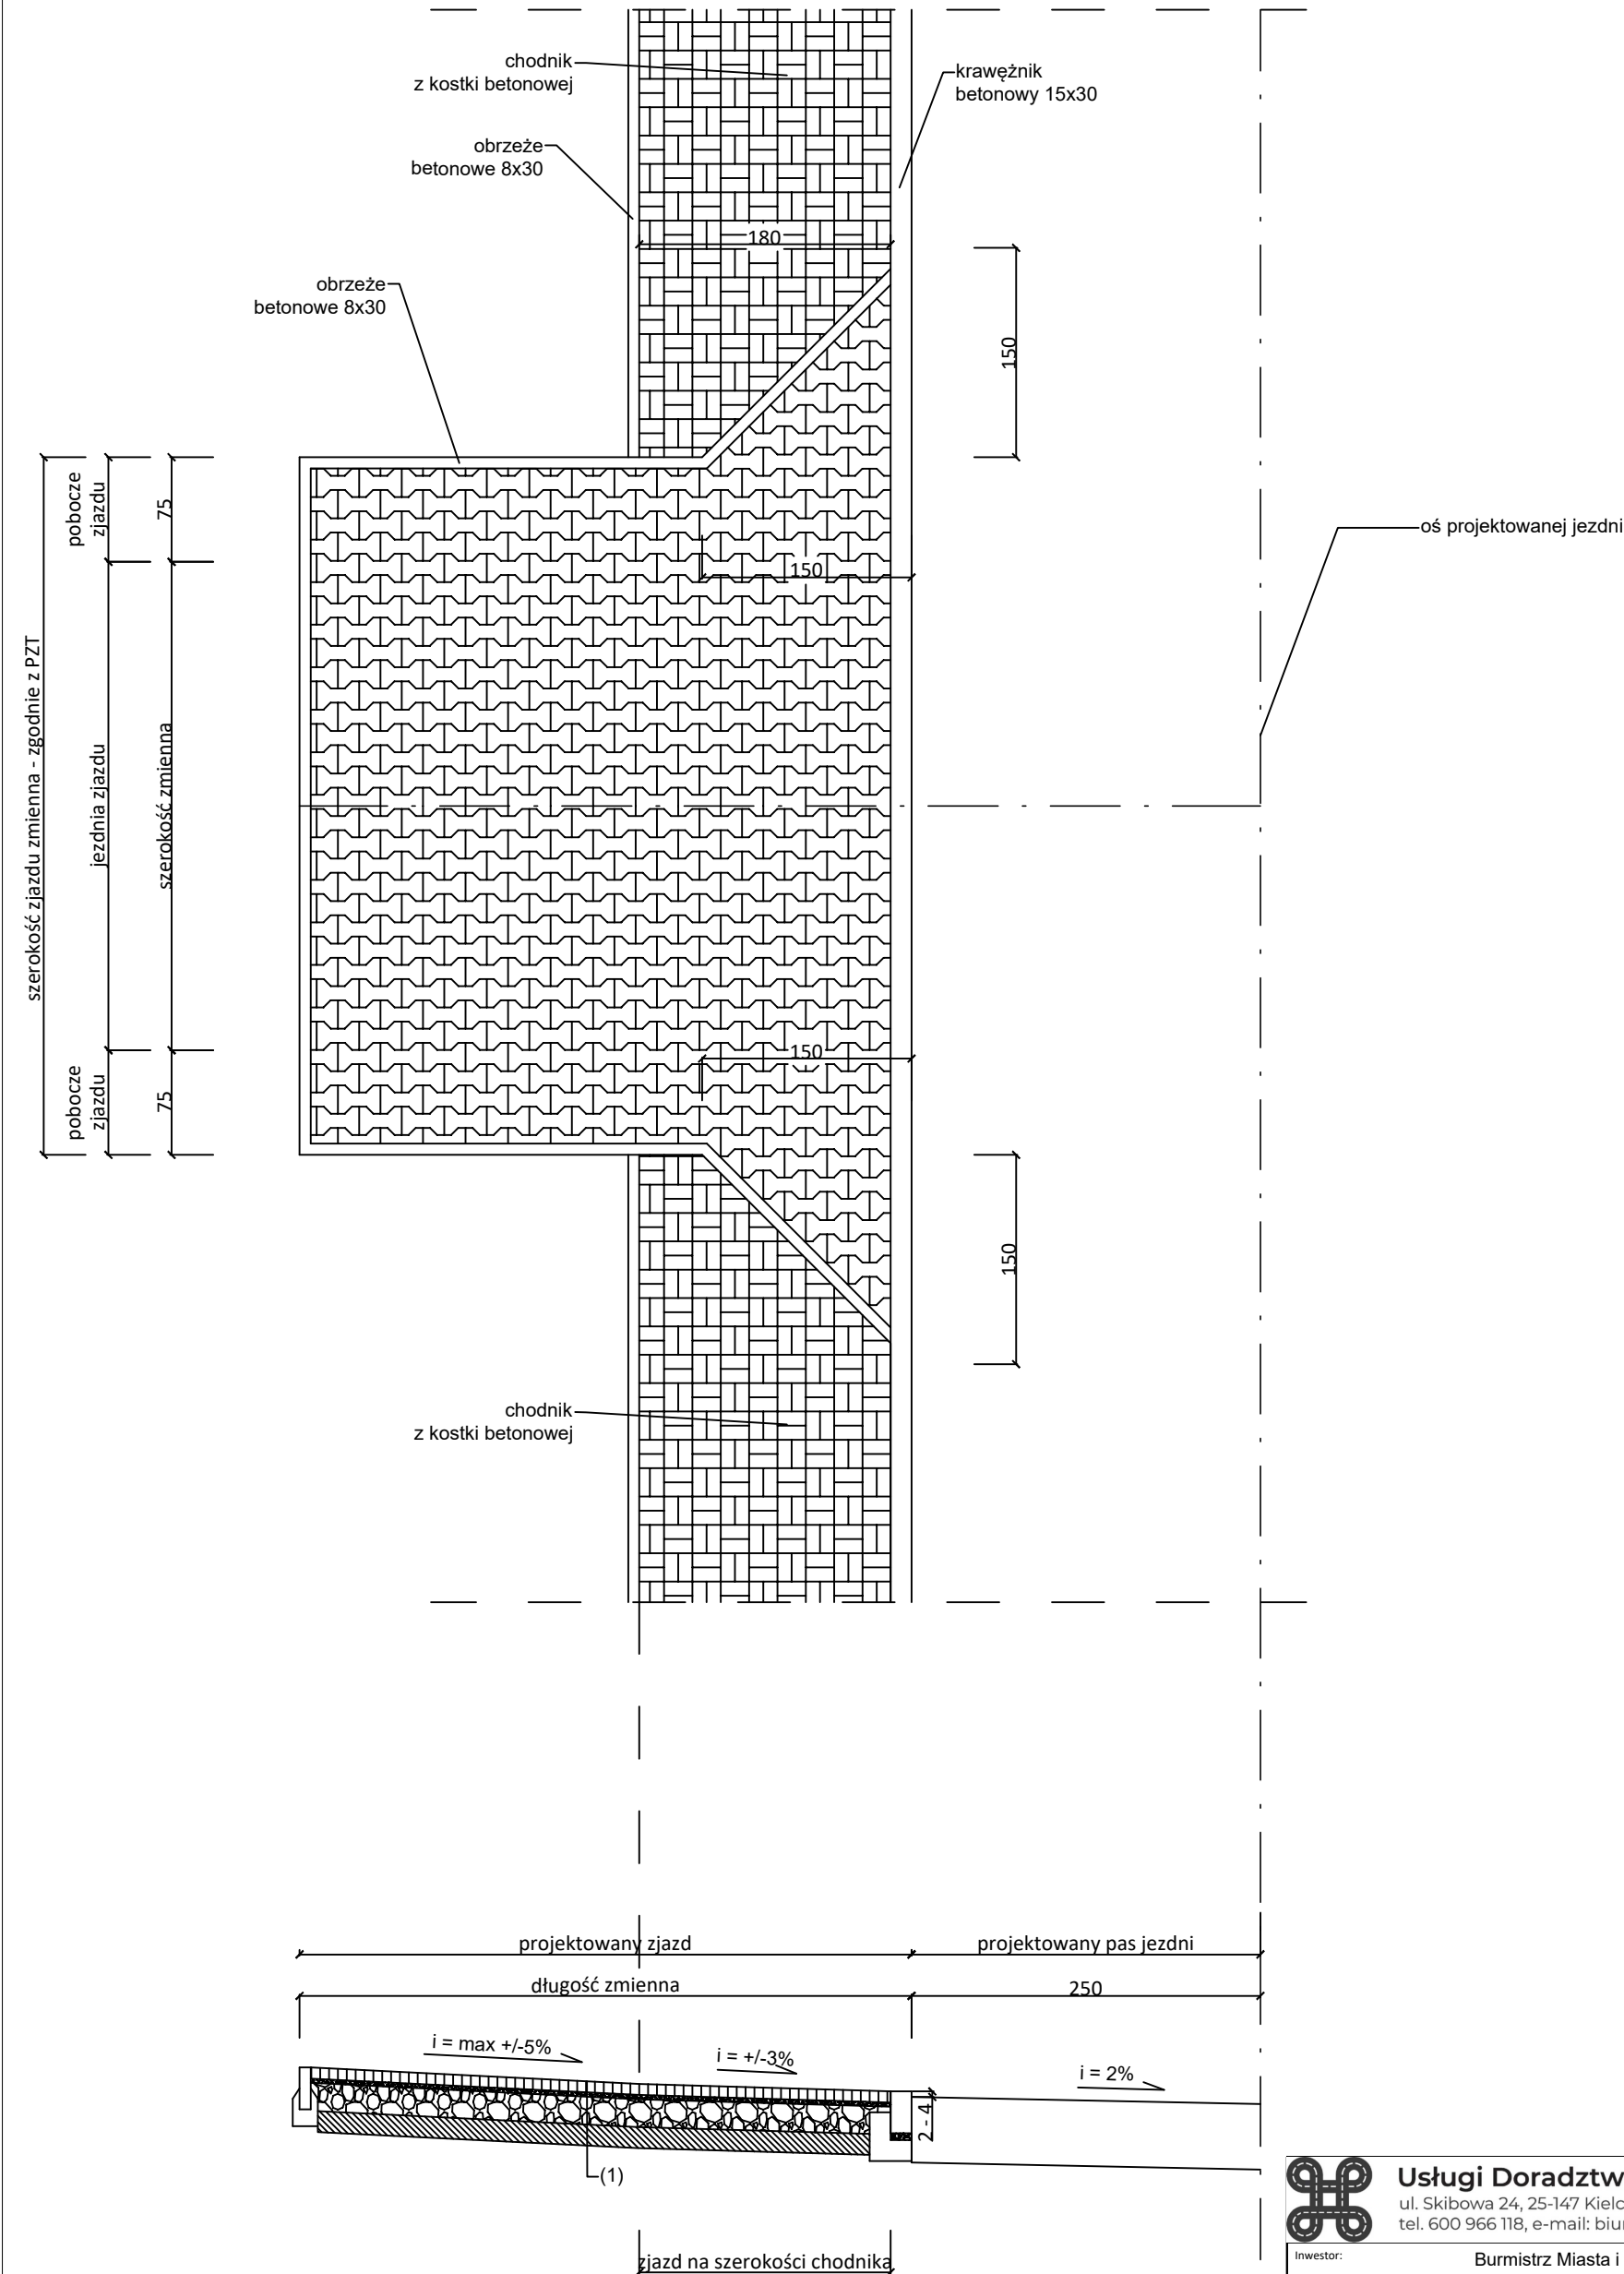 chodnik
z kostki betonowej
krawężnik
betonowy 15x30
obrzeże
betonowe 8x30
180
obrzeże
betonowe 8x30
150
pobocze
zjazdu
75
oś projektowanej jezdni
150
szerokość zjazdu zmienna - zgodnie z PZT
jezdnia zjazdu
szerokość zmienna
150
pobocze
zjazdu
75
150
chodnik
z kostki betonowej
projektowany zjazd
projektowany pas jezdni
długość zmienna
250
i = max +/-5%
i = +/-3%
i = 2%
2 - 4
(1)
Usługi Doradztw
ul. Skibowa 24, 25-147 Kielc
tel. 600 966 118, e-mail: biur
Inwestor:
Burmistrz Miasta i
zjazd na szerokości chodnika